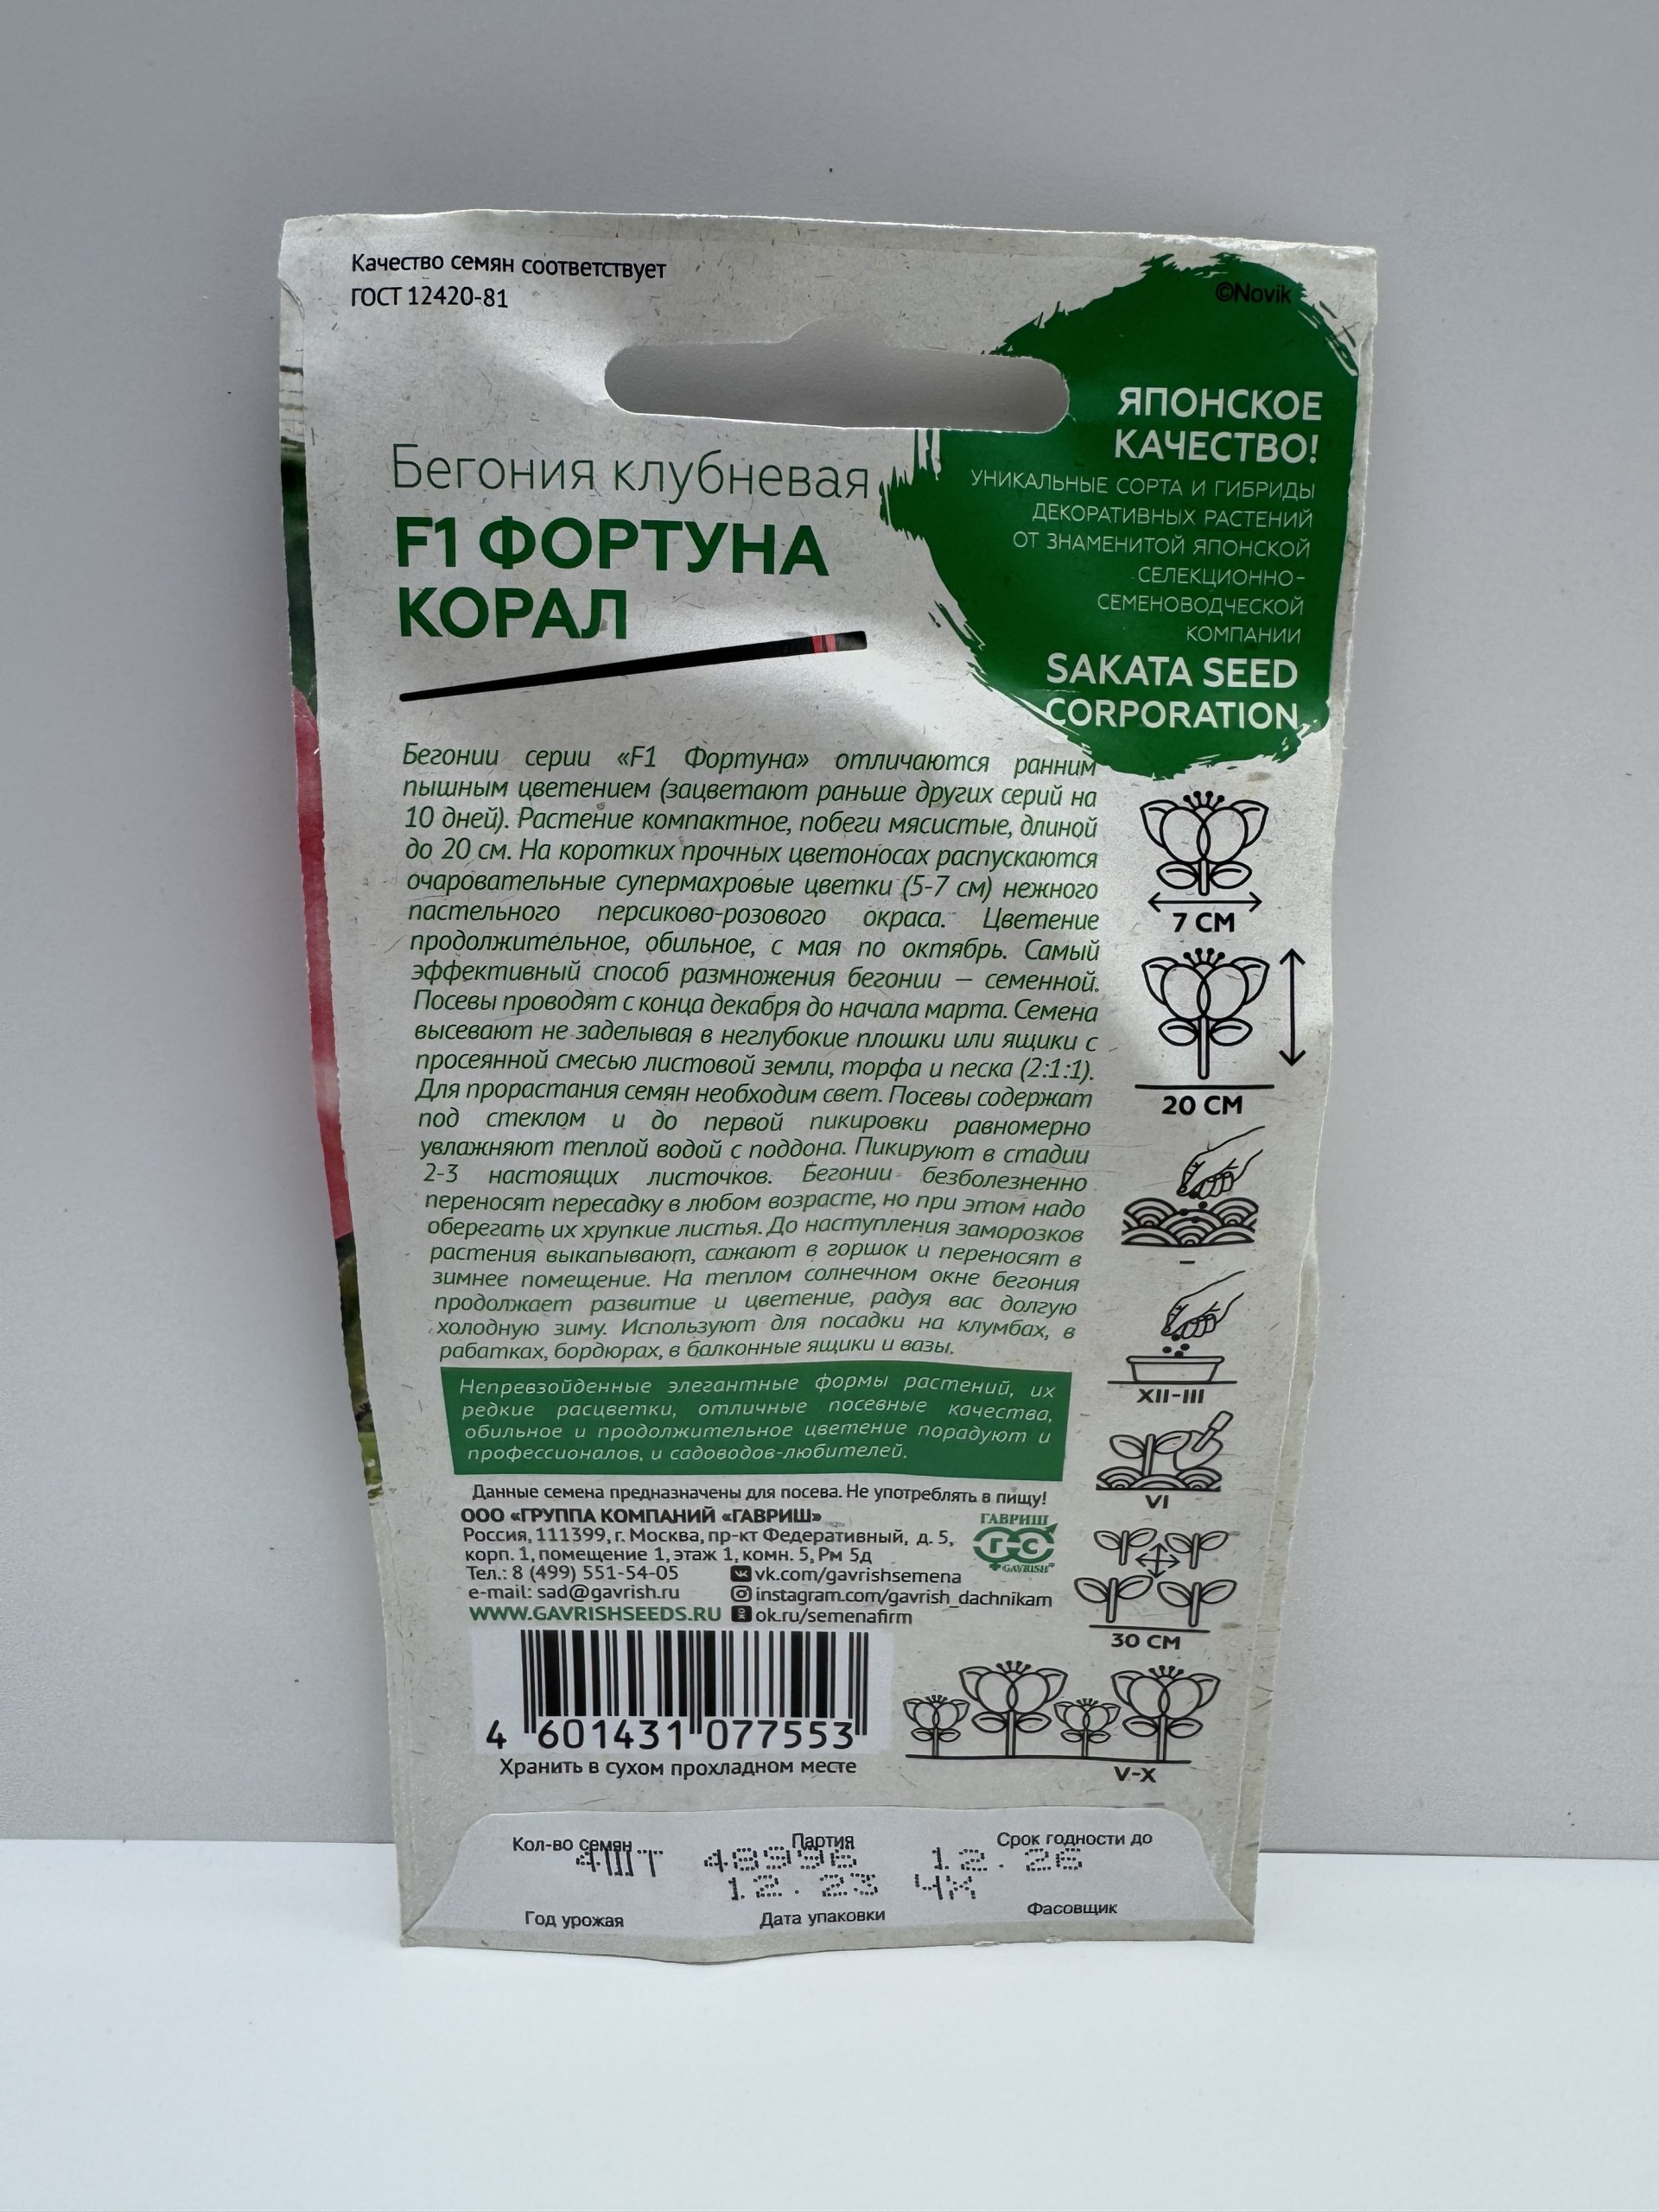 Качество семян соответствует
ГОСТ 12420-81
©Novik
ЯПОНСКОЕ
КАЧЕСТВО!
УНИКАЛЬНЫЕ СОРТА И ГИБРИДЫ
ДЕКОРАТИВНЫХ РАСТЕНИЙ
ОТ ЗНАМЕНИТОЙ ЯПОНСКОЙ
СЕЛЕКЦИОННО-
СЕМЕНОВОДЧЕСКОЙ
КОМПАНИИ
SAKATA SEED
CORPORATION
Бегония клубневая
F1 ФОРТУНА
КОРАЛ
Бегонии серии «F1 Фортуна» отличаются ранним
пышным цветением (зацветают раньше других серий на
10 дней). Растение компактное, побеги мясистые, длиной
до 20 см. На коротких прочных цветоносах распускаются
очаровательные супермахровые цветки (5-7 см) нежного
пастельного персиково-розового окраса. Цветение
продолжительное, обильное, с мая по октябрь. Самый
эффективный способ размножения бегонии – семенной.
Посевы проводят с конца декабря до начала марта. Семена
высевают не заделывая в неглубокие плошки или ящики с
просеянной смесью листовой земли, торфа и песка (2:1:1).
Для прорастания семян необходим свет. Посевы содержат
под стеклом и до первой пикировки равномерно
увлажняют теплой водой с поддона. Пикируют в стадии
2-3 настоящих листочков. Бегонии безболезненно
переносят пересадку в любом возрасте, но при этом надо
оберегать их хрупкие листья. До наступления заморозков
растения выкапывают, сажают в горшок и переносят в
зимнее помещение. На теплом солнечном окне бегония
продолжает развитие и цветение, радуя вас долгую
холодную зиму. Используют для посадки на клумбах, в
рабатках, бордюрах, в балконные ящики и вазы.
7 СМ
20 СМ
–
XII-III
VI
30 СМ
V-X
Непревзойденные элегантные формы растений, их
редкие расцветки, отличные посевные качества,
обильное и продолжительное цветение порадуют и
профессионалов, и садоводов-любителей.
Данные семена предназначены для посева. Не употреблять в пищу!
ООО «ГРУППА КОМПАНИЙ «ГАВРИШ»
Россия, 111399, г. Москва, пр-кт Федеративный, д. 5,
корп. 1, помещение 1, этаж 1, комн. 5, Рм 5д
Тел.: 8 (499) 551-54-05
e-mail: sad@gavrish.ru
WWW.GAVRISHSEEDS.RU
vk.com/gavrishsemena
instagram.com/gavrish_dachnikam
ok.ru/semenafirm
ГАВРИШ
Г-С
GAVRISH®
4 601431 077553
Хранить в сухом прохладном месте
Кол-во семян Партия Срок годности до
4ШТ 48996 12.26
12.23 4Ж
Год урожая Дата упаковки Фасовщик